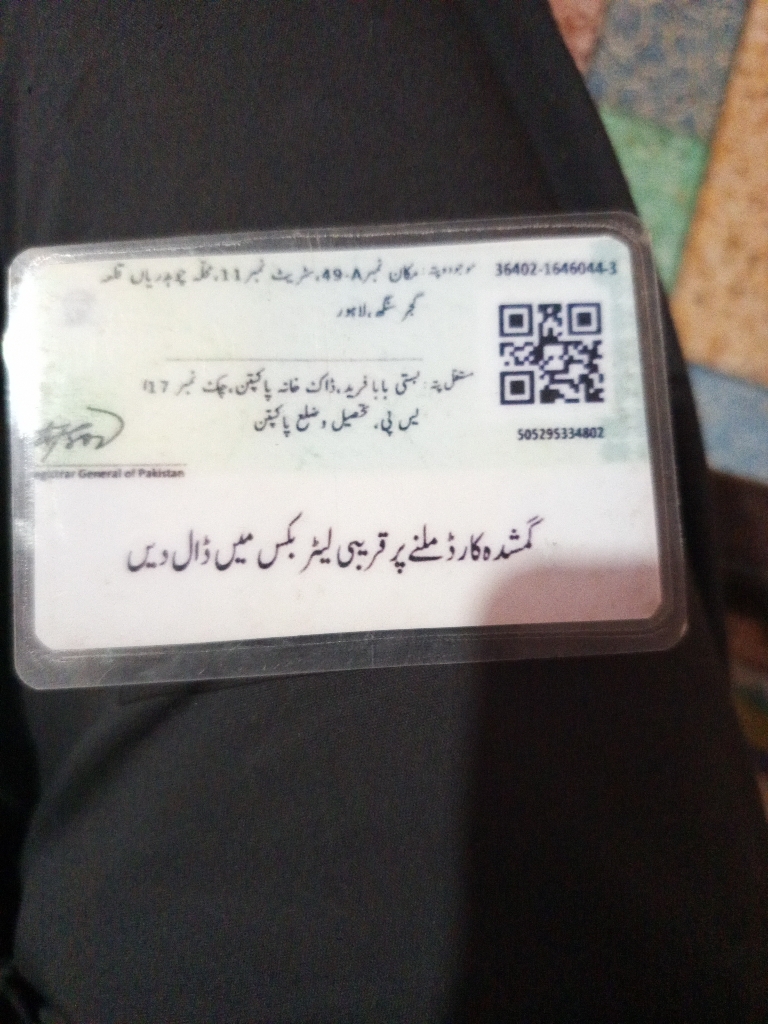 36402-1646044-3
موجودہ پتہ: مکان نمبر 49-A، سٹریٹ نمبر 11، محلہ چوہدریاں قلعہ
گجر سنگھ، لاہور
مستقل پتہ: بستی بابا فرید، ڈاک خانہ پاکپتن، چک نمبر 17/
ایس پی، تحصیل و ضلع پاکپتن
505295334802
Registrar General of Pakistan
گمشدہ کارڈ ملنے پر قریبی لیٹر بکس میں ڈال دیں